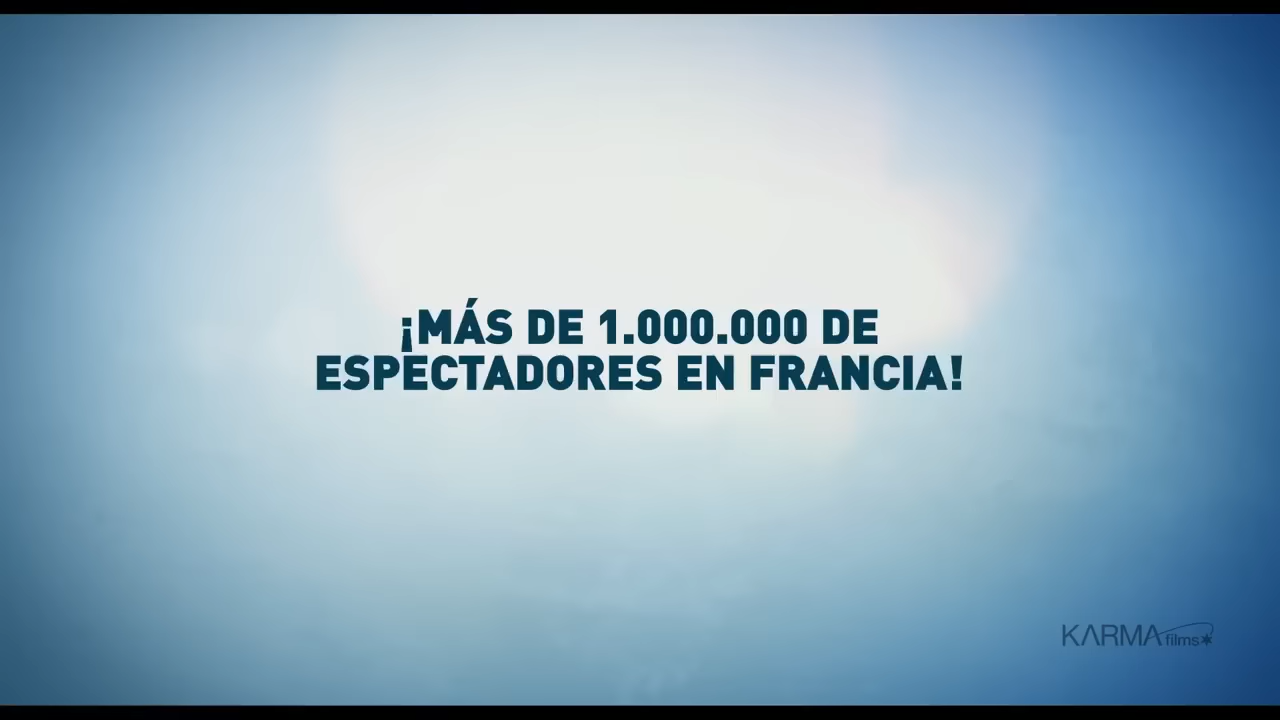 ¡MÁS DE 1.000.000 DE
ESPECTADORES EN FRANCIA!
KARMA films